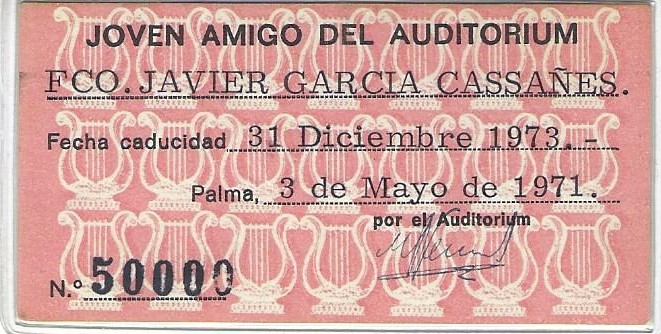 JOVEN AMIGO DEL AUDITORIUM
FCO. JAVIER GARCIA CASSAÑES.
Fecha caducidad 31 Diciembre 1973.-
Palma, 3 de Mayo de 1971.
por el Auditorium
N.º 50000